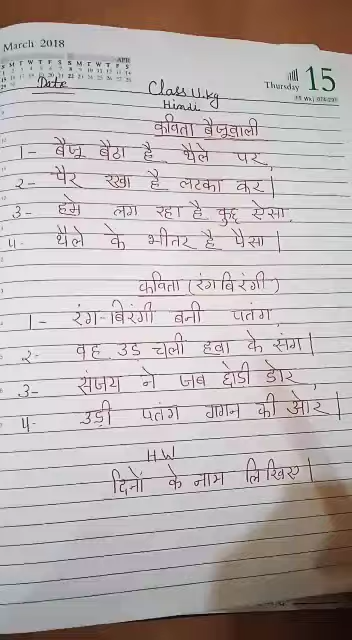 March 2018
APR
Thursday 15
Date
Class U.Kg
Hindi
कविता बैजूवाली
1- बैजू बैठा है थैले पर,
2- पैर रखा है लटका कर।
3- हमे लग रहा है कुछ ऐसा,
4- थैले के भीतर है पैसा।
कविता (रंगबिरंगी)
1- रंग-बिरंगी बनी पतंग,
2- वह उड़ चली हवा के संग।
3- संजय ने जब छोडी डोर,
4- उड़ी पतंग गगन की ओर।
H.W
दिनों के नाम लिखिए।